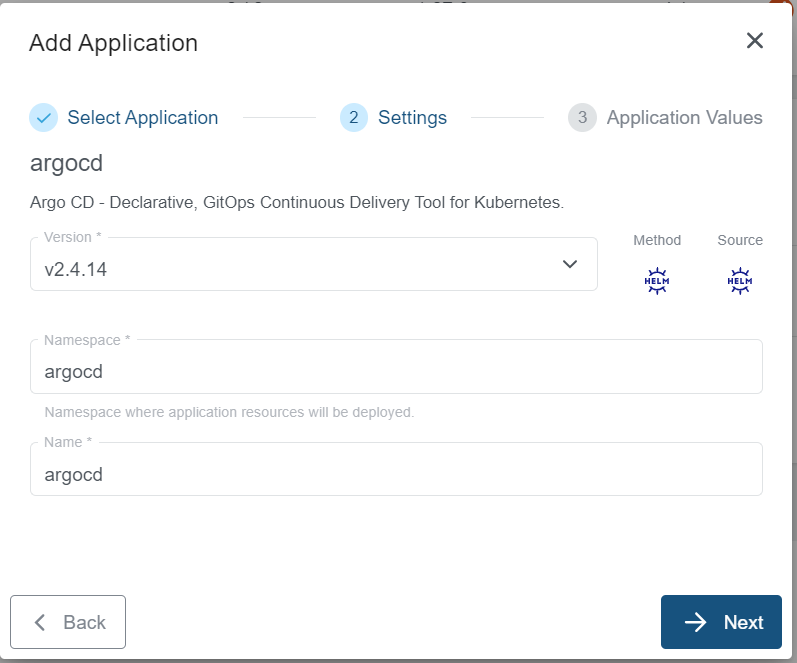 Add Application
Select Application
2 Settings
3 Application Values
argocd
Argo CD - Declarative, GitOps Continuous Delivery Tool for Kubernetes.
Version *
v2.4.14
Method
HELM
Source
HELM
Namespace *
argocd
Namespace where application resources will be deployed.
Name *
argocd
Back
Next